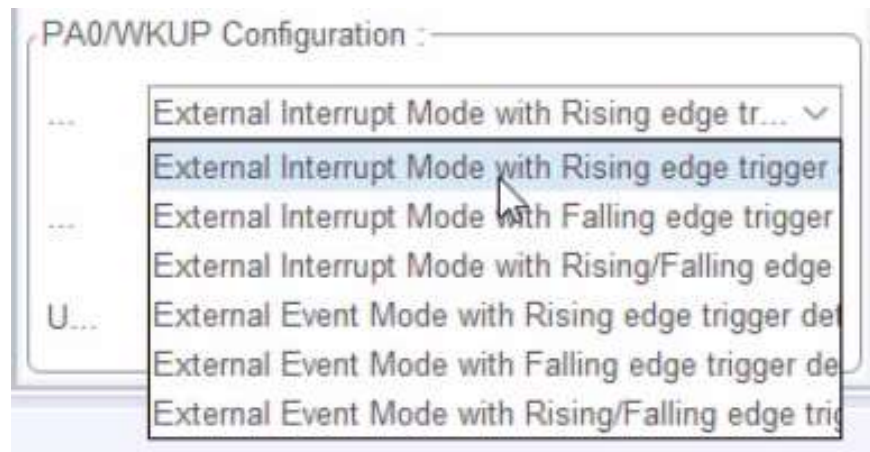 PA0/WKUP Configuration :
... External Interrupt Mode with Rising edge tr...
External Interrupt Mode with Rising edge trigger
... External Interrupt Mode with Falling edge trigger
External Interrupt Mode with Rising/Falling edge
U... External Event Mode with Rising edge trigger det
External Event Mode with Falling edge trigger de
External Event Mode with Rising/Falling edge trig